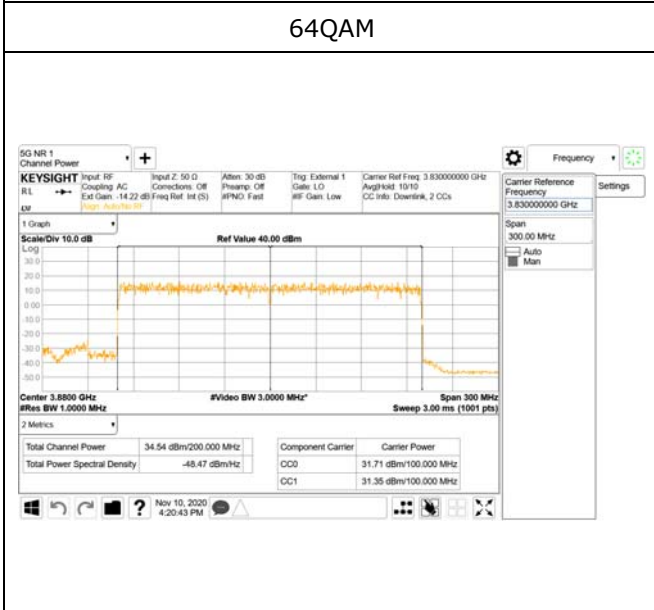 64QAM
5G NR 1
Channel Power
+
Frequency
KEYSIGHT
RL
Input: RF
Coupling: AC
Ext Gain: -14.22 dB
Align: Auto/No RF
Input Z: 50 Ω
Corrections: Off
Freq Ref: Int (S)
Atten: 30 dB
Preamp: Off
#PNO: Fast
Trig: External 1
Gate: LO
#IF Gain: Low
Carrier Ref Freq: 3.830000000 GHz
Avg|Hold: 10/10
CC Info: Downlink, 2 CCs
Carrier Reference
Frequency
3.830000000 GHz
Span
300.00 MHz
Auto
Man
Settings
1 Graph
Scale/Div 10.0 dB
Ref Value 40.00 dBm
Log
30.0
20.0
10.0
0.00
-10.0
-20.0
-30.0
-40.0
-50.0
Center 3.8800 GHz
#Video BW 3.0000 MHz*
Span 300 MHz
#Res BW 1.0000 MHz
Sweep 3.00 ms (1001 pts)
2 Metrics
Total Channel Power 34.54 dBm/200.000 MHz
Total Power Spectral Density -48.47 dBm/Hz
Component Carrier Carrier Power
CC0 31.71 dBm/100.000 MHz
CC1 31.35 dBm/100.000 MHz
?
Nov 10, 2020
4:20:43 PM